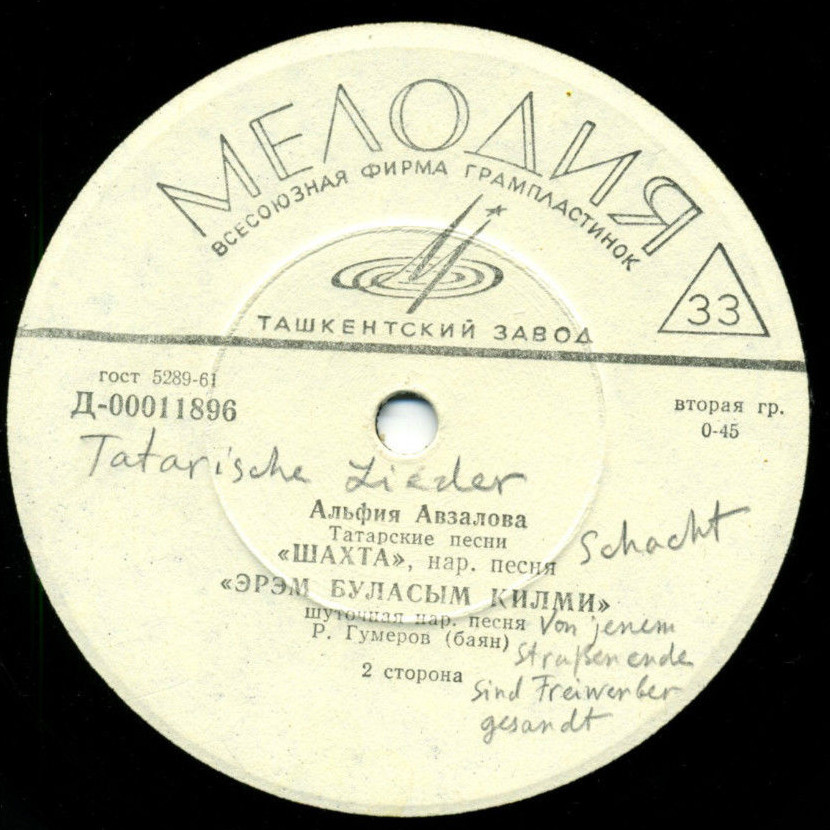 МЕЛОДИЯ
ВСЕСОЮЗНАЯ ФИРМА ГРАМПЛАСТИНОК
33
ТАШКЕНТСКИЙ ЗАВОД
гост 5289-61
Д-00011896
вторая гр.
0-45
Tatarische Lieder
Альфия Авзалова
Татарские песни
«ШАХТА», нар. песня Schacht
«ЭРЭМ БУЛАСЫМ КИЛМИ»
шуточная нар. песня Von jenem
Р. Гумеров (баян) Straßenende
2 сторона sind Freiwerber
gesandt